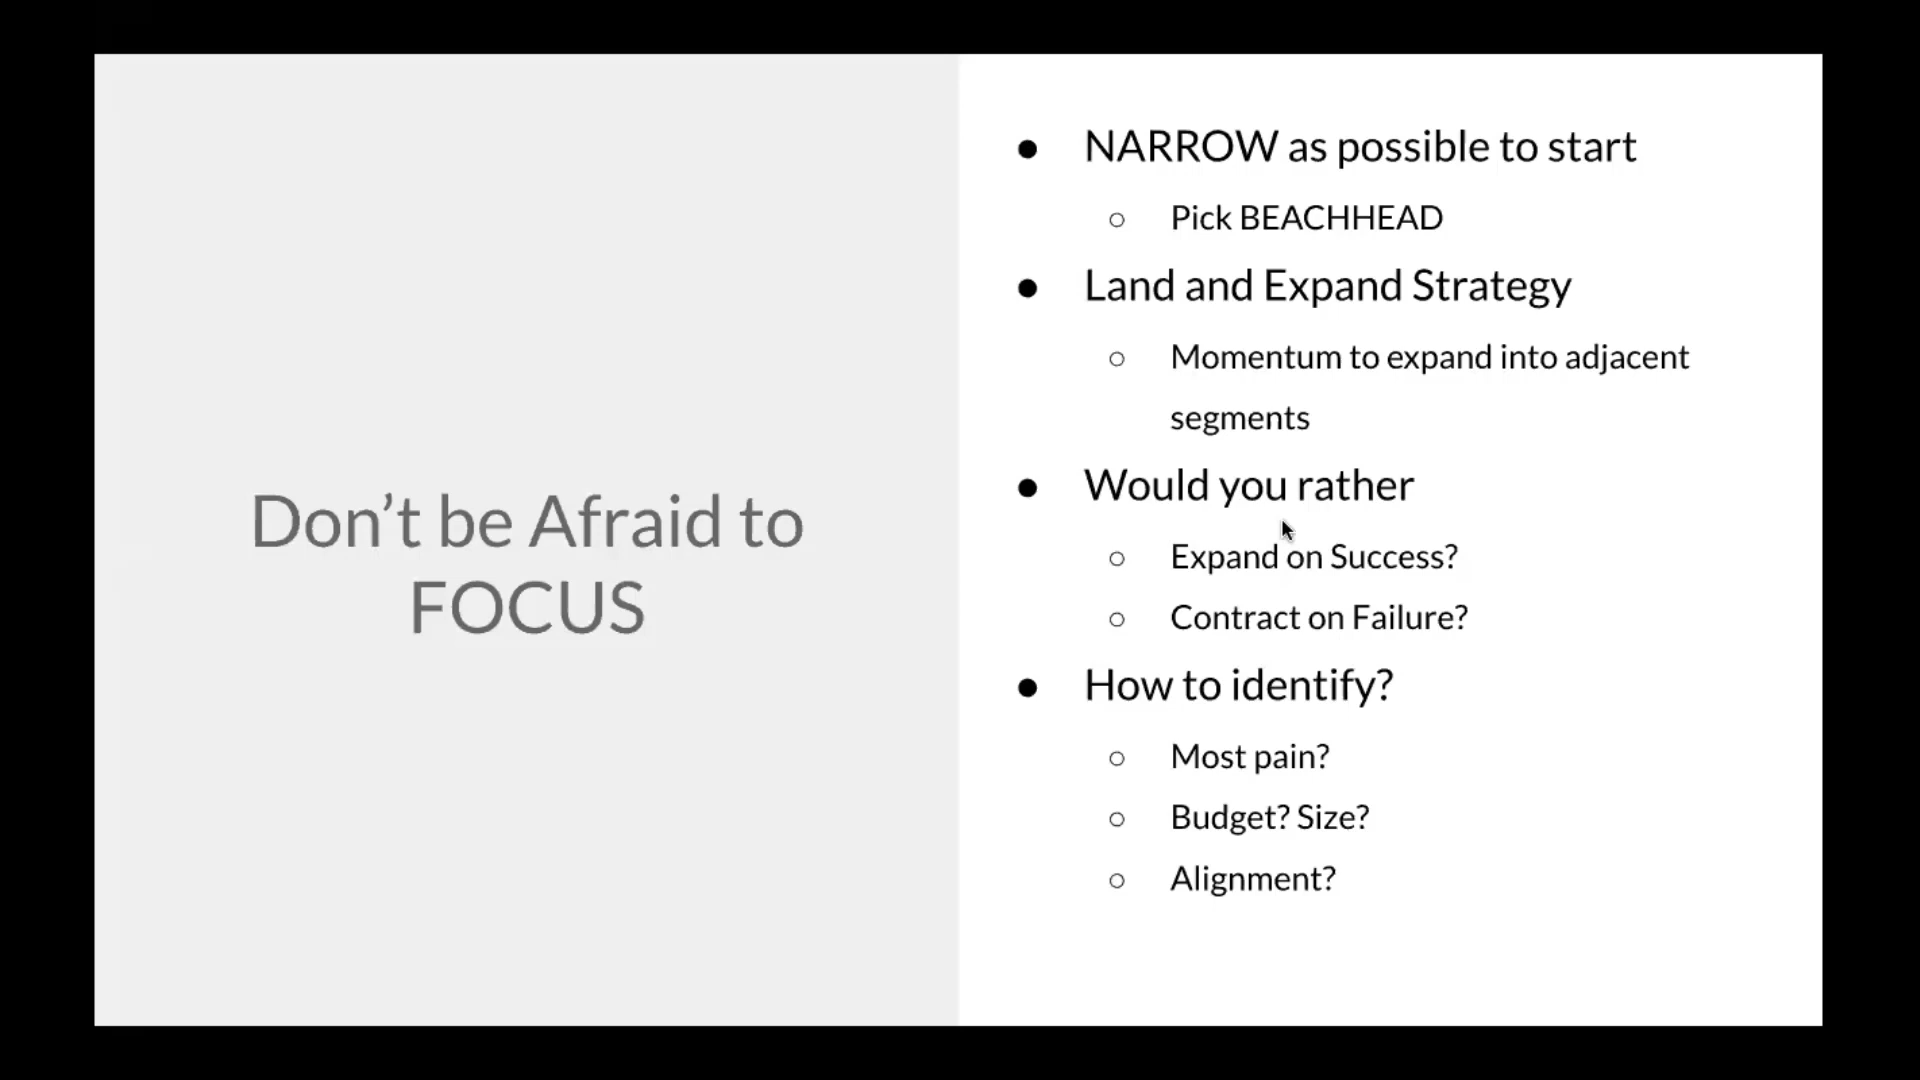 Don’t be Afraid to
FOCUS
● NARROW as possible to start
○ Pick BEACHHEAD
● Land and Expand Strategy
○ Momentum to expand into adjacent
segments
● Would you rather
○ Expand on Success?
○ Contract on Failure?
● How to identify?
○ Most pain?
○ Budget? Size?
○ Alignment?